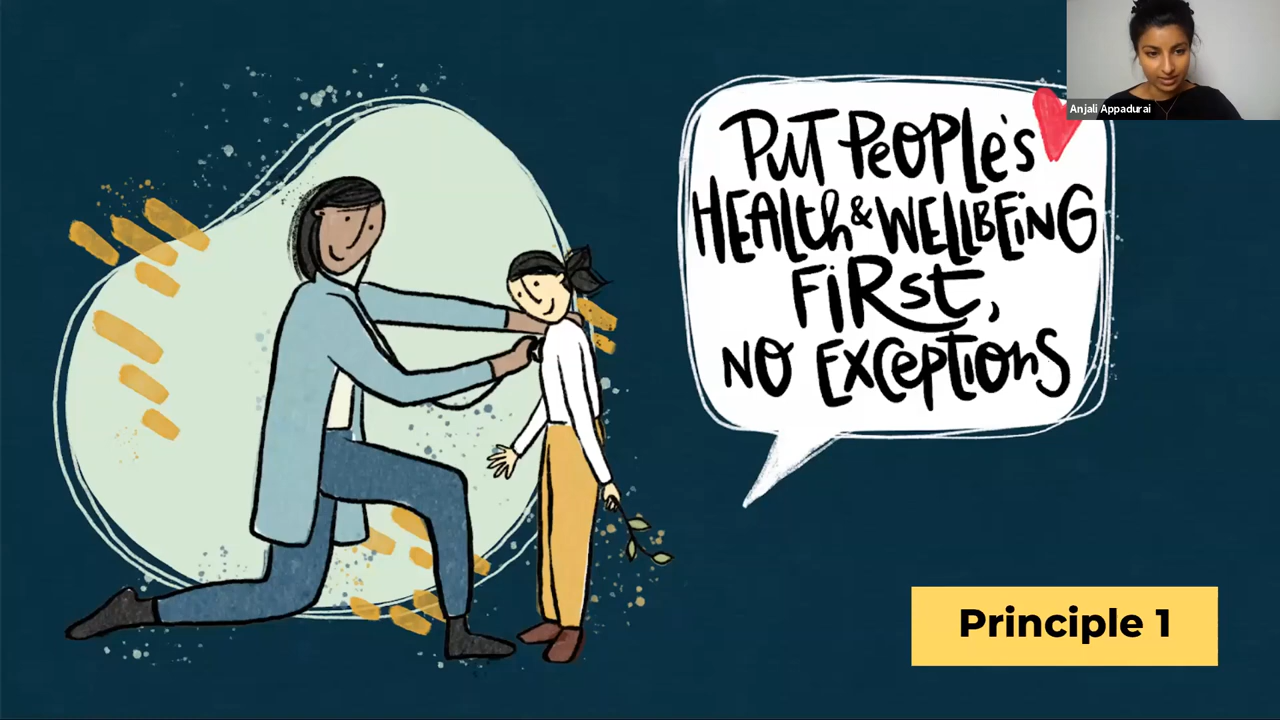 Anjali Appadurai
PUT PEOPLE'S
HEALTH & WELLBEING
FIRST,
NO EXCEPTIONS
Principle 1